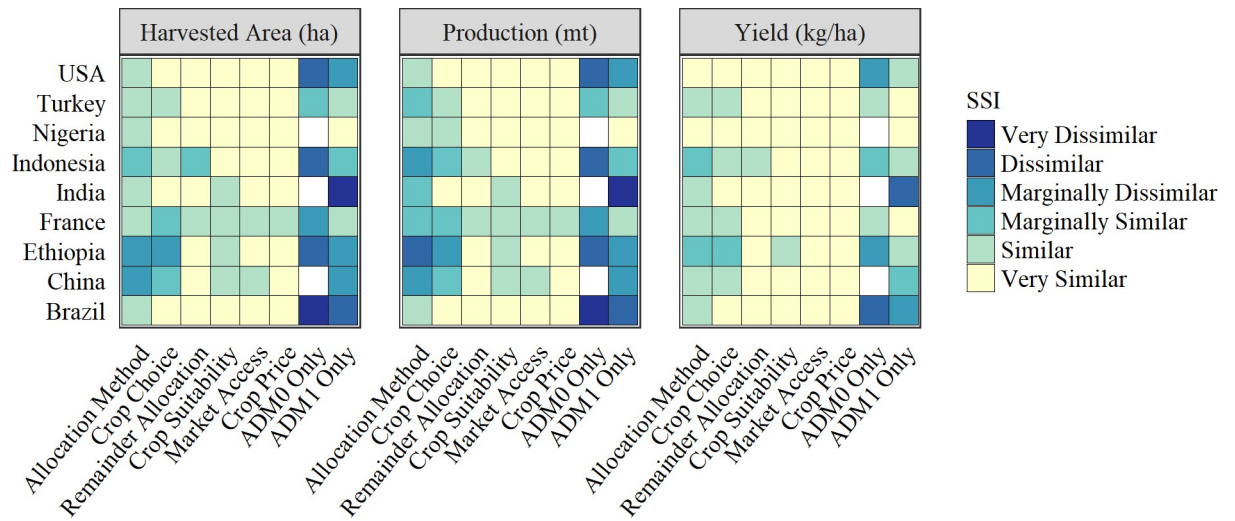 Harvested Area (ha)
Production (mt)
Yield (kg/ha)
USA
Turkey
Nigeria
Indonesia
India
France
Ethiopia
China
Brazil
SSI
Very Dissimilar
Dissimilar
Marginally Dissimilar
Marginally Similar
Similar
Very Similar
Allocation Method
Crop Choice
Remainder Allocation
Crop Suitability
Market Access
Crop Price
ADM0 Only
ADM1 Only
Allocation Method
Crop Choice
Remainder Allocation
Crop Suitability
Market Access
Crop Price
ADM0 Only
ADM1 Only
Allocation Method
Crop Choice
Remainder Allocation
Crop Suitability
Market Access
Crop Price
ADM0 Only
ADM1 Only